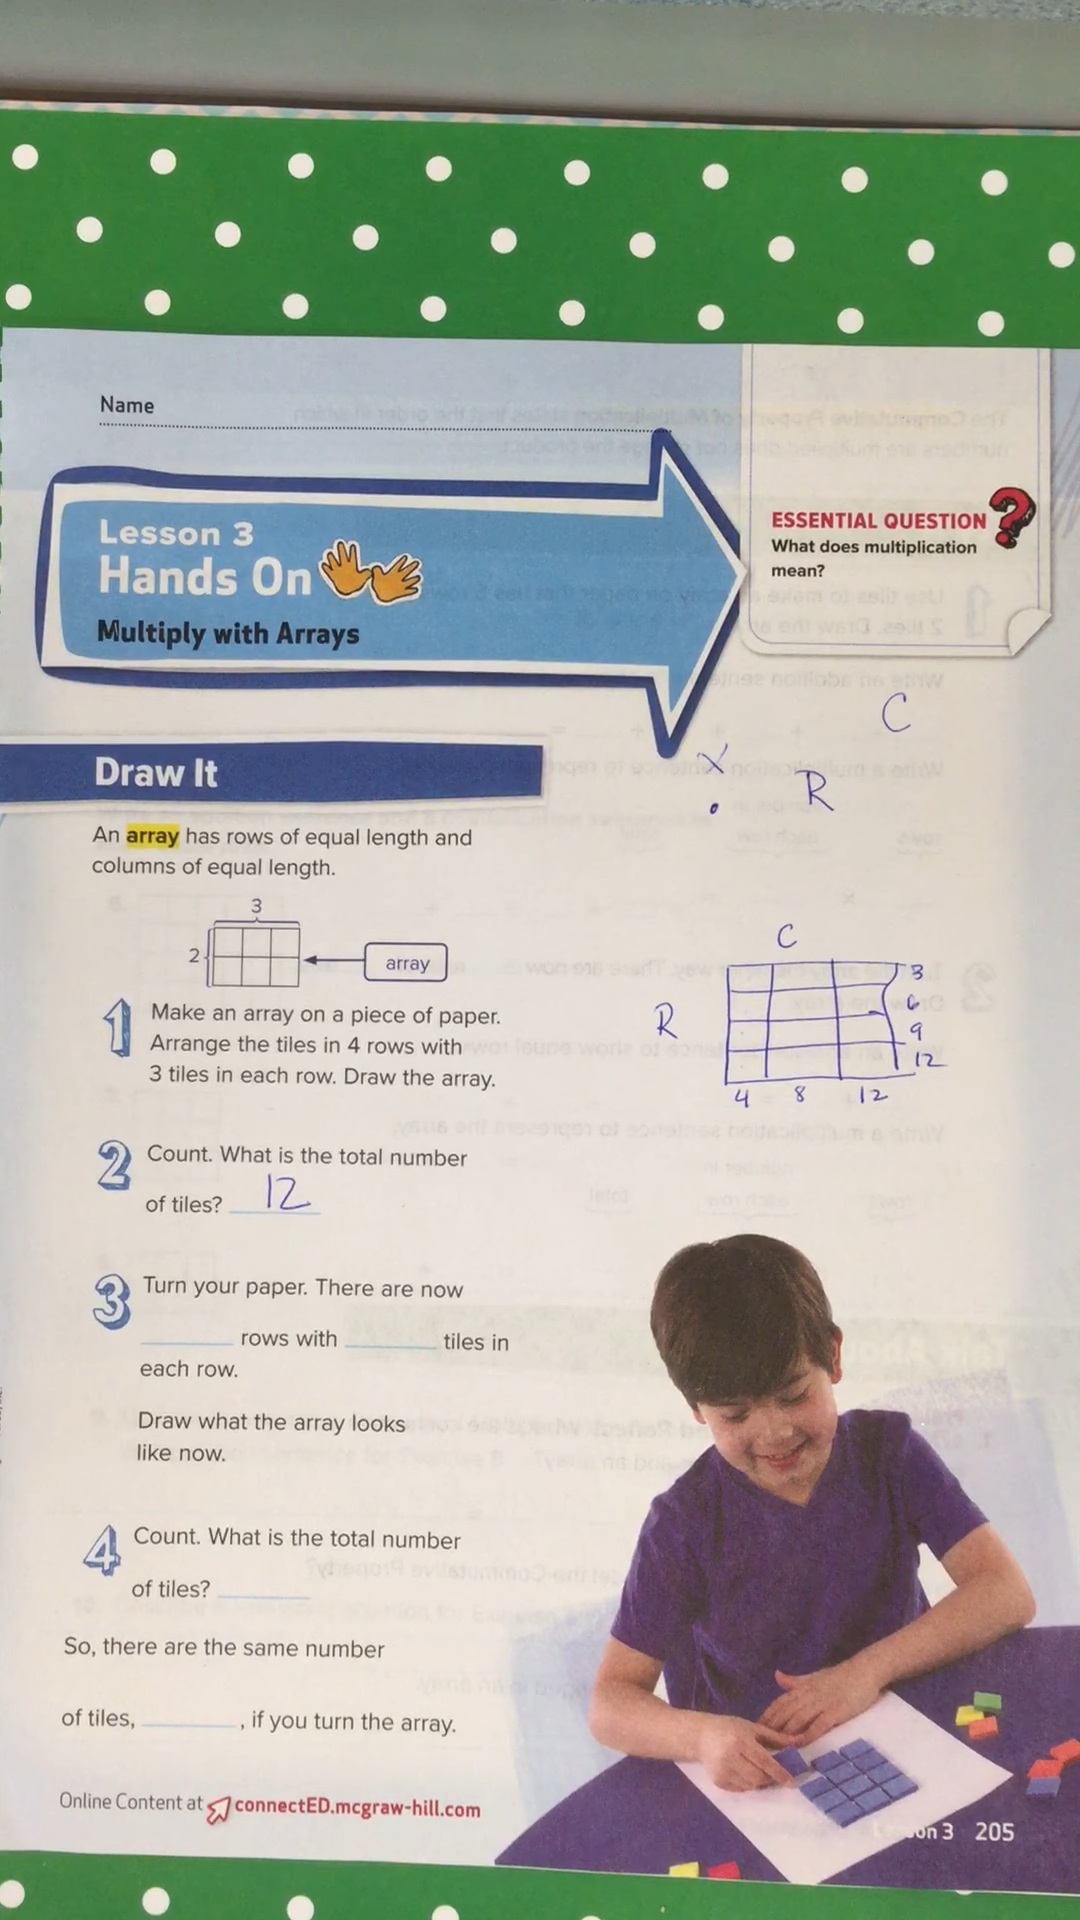 Name
Lesson 3
Hands On
Multiply with Arrays
ESSENTIAL QUESTION
What does multiplication
mean?
C
X
R
Draw It
An array has rows of equal length and
columns of equal length.
3
2
array
C
R
3
6
9
12
4 8 12
1 Make an array on a piece of paper.
Arrange the tiles in 4 rows with
3 tiles in each row. Draw the array.
2 Count. What is the total number
of tiles? 12
3 Turn your paper. There are now
rows with tiles in
each row.
Draw what the array looks
like now.
4 Count. What is the total number
of tiles?
So, there are the same number
of tiles, , if you turn the array.
Online Content at connectED.mcgraw-hill.com
on 3 205